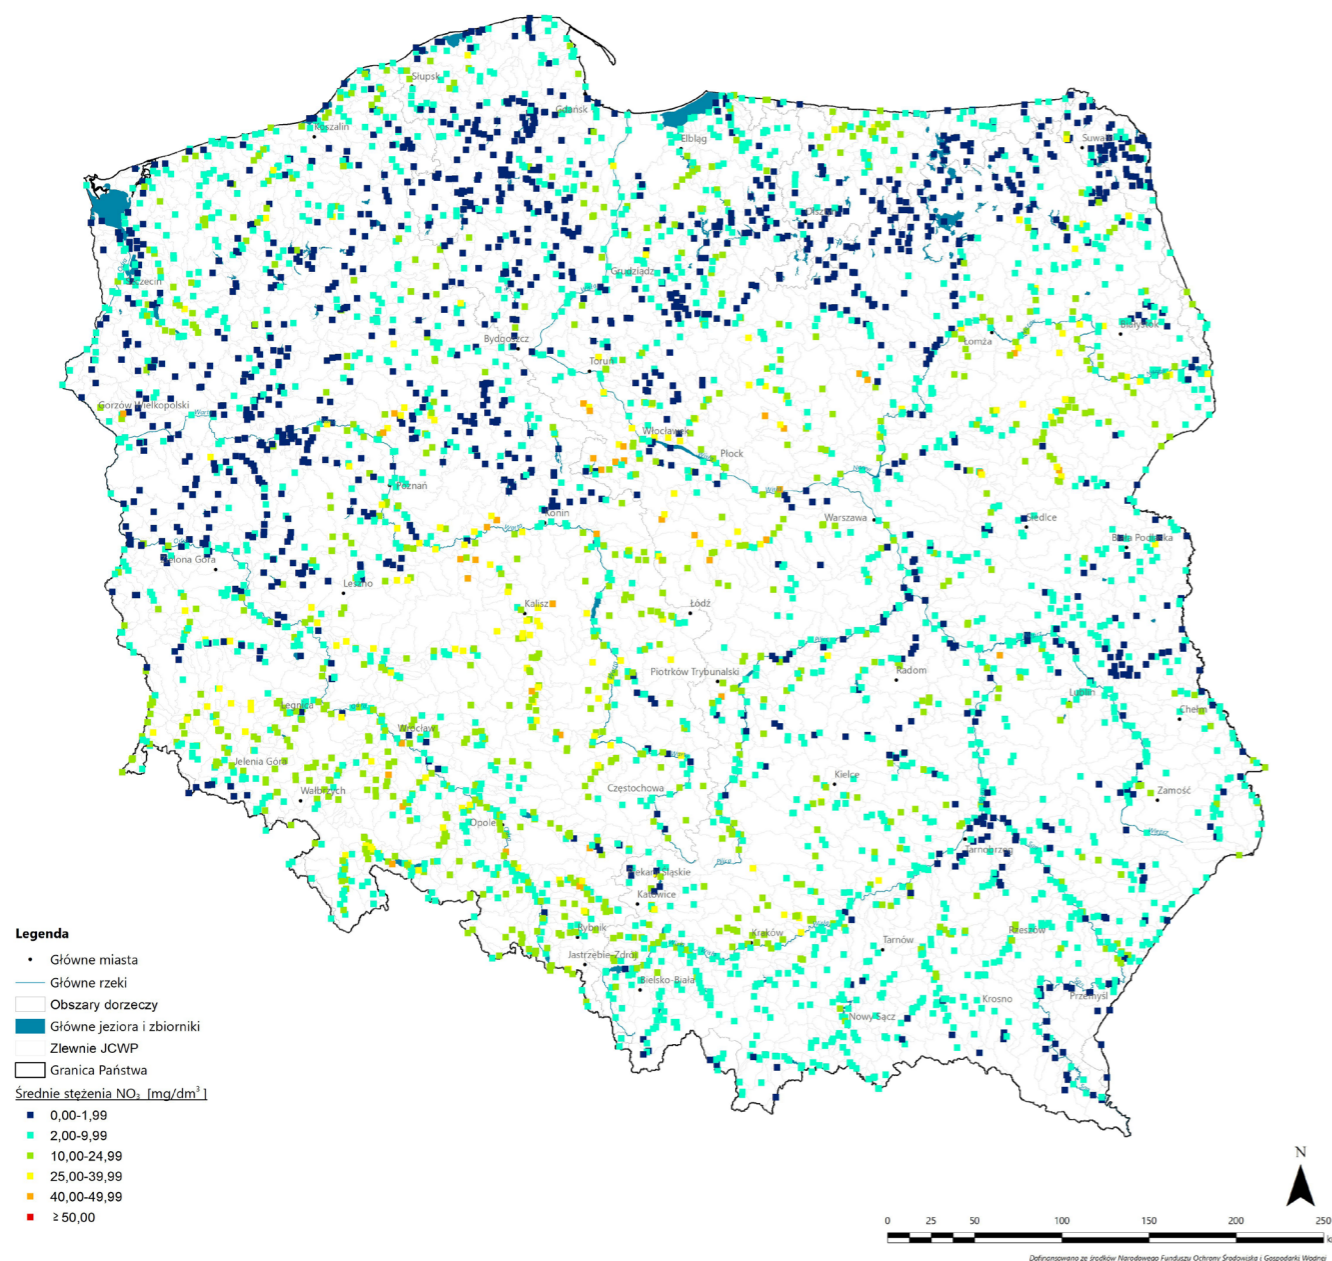 Słupsk
Gdańsk
Koszalin
Elbląg
Suwałki
Olsztyn
Szczecin
Grudziądz
Białystok
Bydgoszcz
Łomża
Toruń
Gorzów Wielkopolski
Włocławek
Płock
Poznań
Konin
Warszawa
Siedlce
Biała Podlaska
Zielona Góra
Leszno
Kalisz
Łódź
Piotrków Trybunalski
Radom
Lublin
Legnica
Chełm
Wrocław
Jelenia Góra
Kielce
Wałbrzych
Częstochowa
Zamość
Opole
Wieprz
Tarnobrzeg
Piekary Śląskie
Katowice
Rybnik
Kraków
Rzeszów
Tarnów
Jastrzębie-Zdrój
Bielsko-Biała
Krosno
Przemyśl
Nowy Sącz
Legenda
Główne miasta
Główne rzeki
Obszary dorzeczy
Główne jeziora i zbiorniki
Zlewnie JCWP
Granica Państwa
Średnie stężenia NO₃ [mg/dm³]
0,00-1,99
2,00-9,99
10,00-24,99
25,00-39,99
40,00-49,99
≥ 50,00
N
0 25 50 100 150 200 250
Dofinansowano ze środków Narodowego Funduszu Ochrony Środowiska i Gospodarki Wodnej